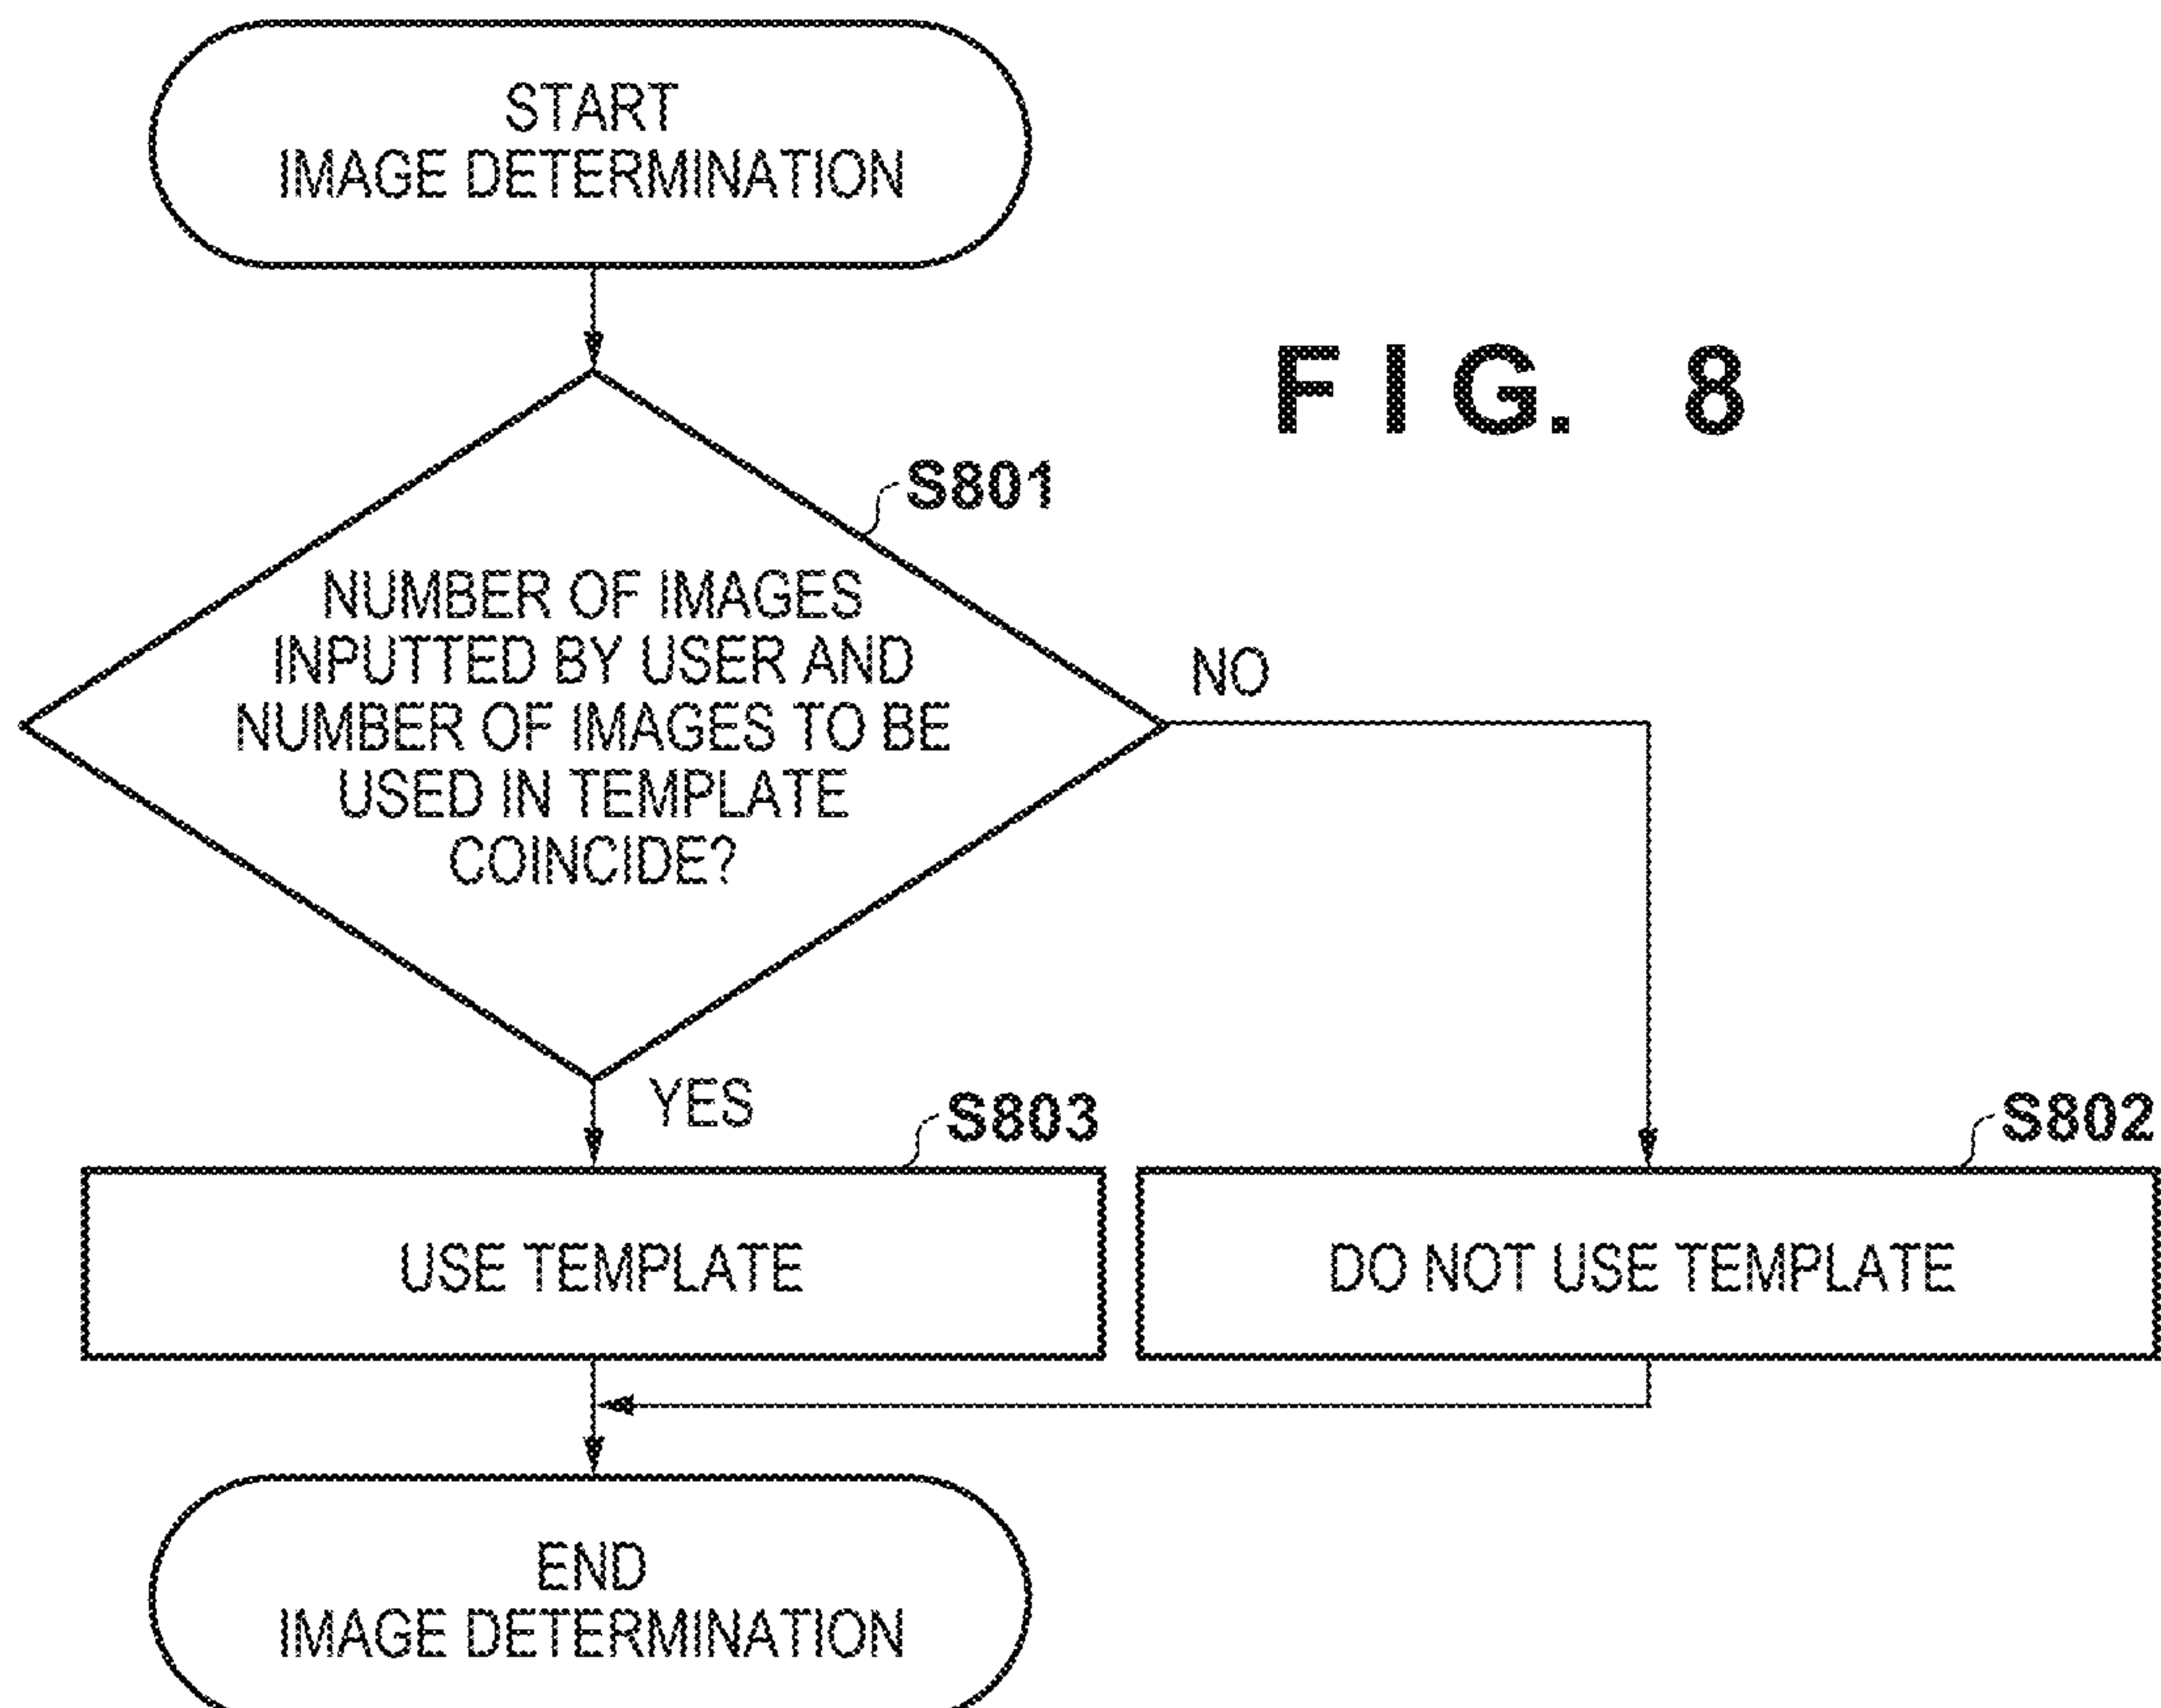 START
IMAGE DETERMINATION
F I G. 8
S801
NUMBER OF IMAGES
INPUTTED BY USER AND
NUMBER OF IMAGES TO BE
USED IN TEMPLATE
COINCIDE?
NO
YES
S803
S802
USE TEMPLATE
DO NOT USE TEMPLATE
END
IMAGE DETERMINATION